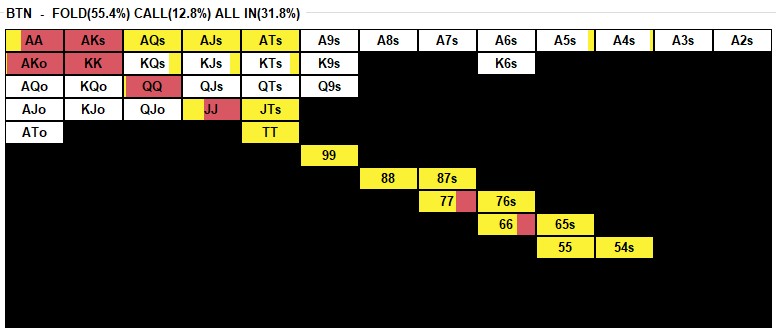 BTN - FOLD(55.4%) CALL(12.8%) ALL IN(31.8%)
AA AKs AQs AJs ATs A9s A8s A7s A6s A5s A4s A3s A2s
AKo KK KQs KJs KTs K9s K6s
AQo KQo QQ QJs QTs Q9s
AJo KJo QJo JJ JTs
ATo TT
99
88 87s
77 76s
66 65s
55 54s